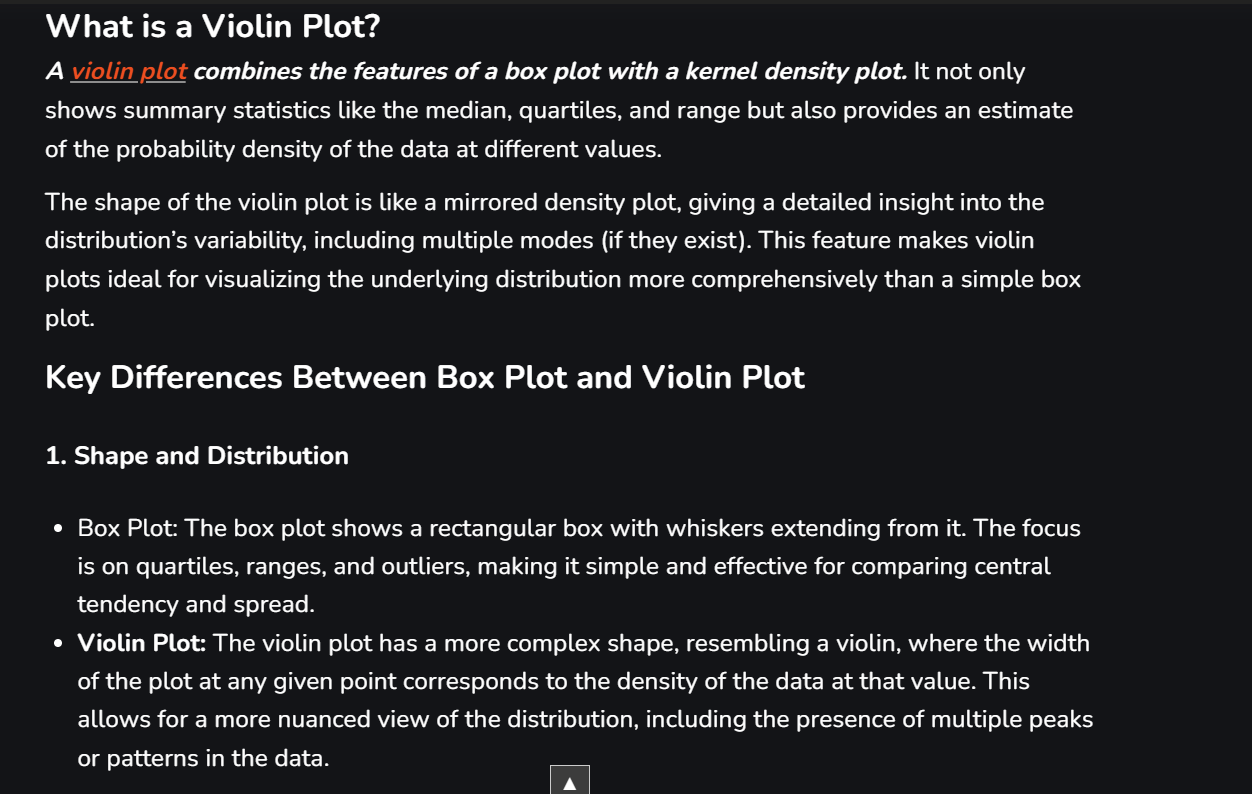 What is a Violin Plot?
A violin plot combines the features of a box plot with a kernel density plot. It not only
shows summary statistics like the median, quartiles, and range but also provides an estimate
of the probability density of the data at different values.
The shape of the violin plot is like a mirrored density plot, giving a detailed insight into the
distribution’s variability, including multiple modes (if they exist). This feature makes violin
plots ideal for visualizing the underlying distribution more comprehensively than a simple box
plot.
Key Differences Between Box Plot and Violin Plot
1. Shape and Distribution
• Box Plot: The box plot shows a rectangular box with whiskers extending from it. The focus
is on quartiles, ranges, and outliers, making it simple and effective for comparing central
tendency and spread.
• Violin Plot: The violin plot has a more complex shape, resembling a violin, where the width
of the plot at any given point corresponds to the density of the data at that value. This
allows for a more nuanced view of the distribution, including the presence of multiple peaks
or patterns in the data.